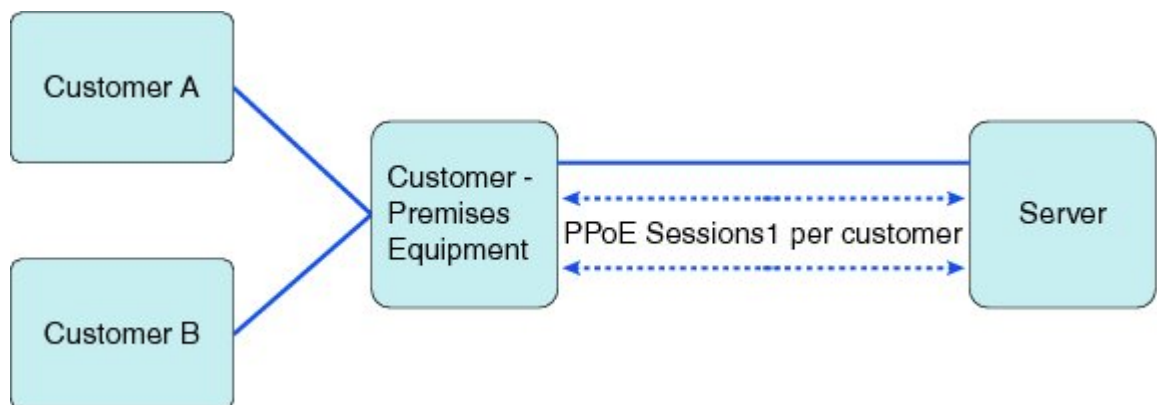 Customer A
Customer -
Premises
Equipment
PPoE Sessions1 per customer
Server
Customer B